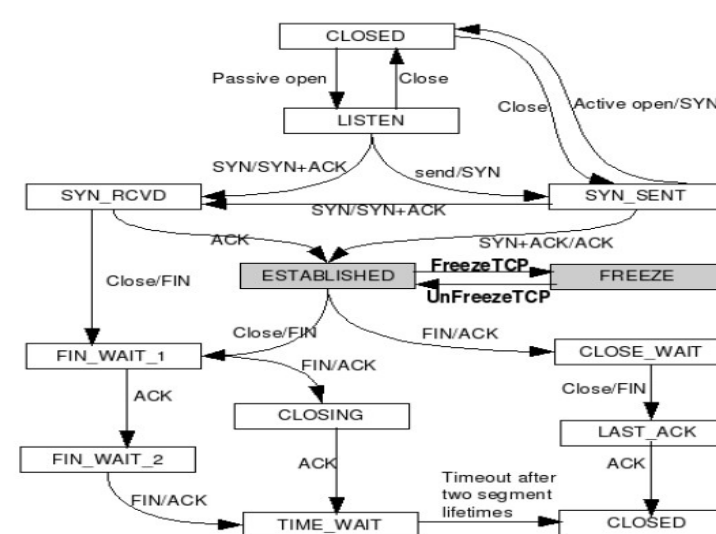 CLOSED
Passive open
Close
Close
Active open/SYN
LISTEN
SYN/SYN+ACK
send/SYN
SYN_RCVD
SYN_SENT
SYN/SYN+ACK
ACK
SYN+ACK/ACK
FreezeTCP
ESTABLISHED
FREEZE
UnFreezeTCP
Close/FIN
Close/FIN
FIN/ACK
FIN_WAIT_1
FIN/ACK
CLOSE_WAIT
ACK
Close/FIN
CLOSING
LAST_ACK
FIN_WAIT_2
ACK
ACK
Timeout after
two segment
lifetimes
FIN/ACK
TIME_WAIT
CLOSED